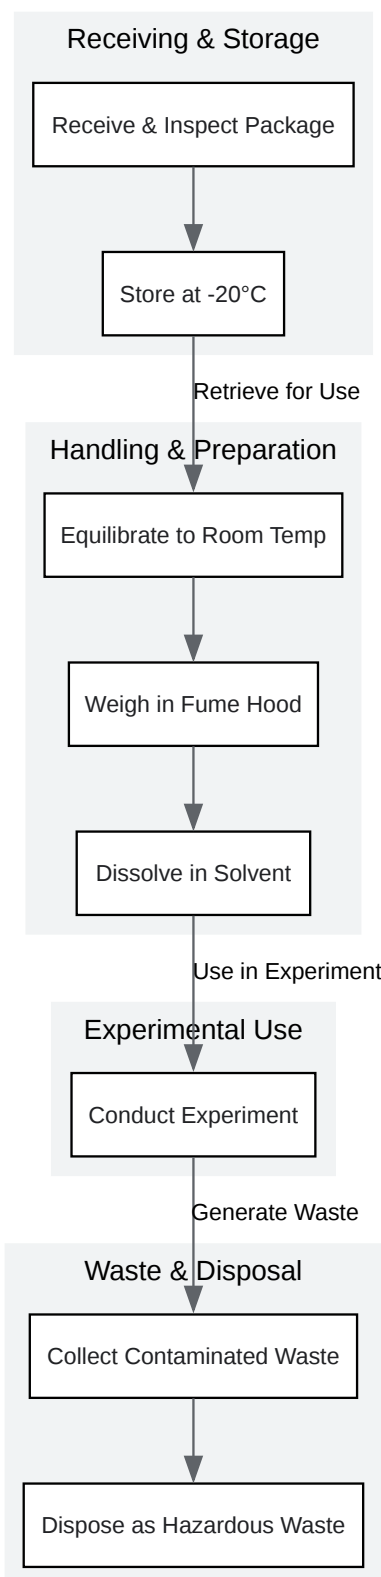 Receiving & Storage
Receive & Inspect Package
Store at -20°C
Retrieve for Use
Handling & Preparation
Equilibrate to Room Temp
Weigh in Fume Hood
Dissolve in Solvent
Use in Experiment
Experimental Use
Conduct Experiment
Generate Waste
Waste & Disposal
Collect Contaminated Waste
Dispose as Hazardous Waste